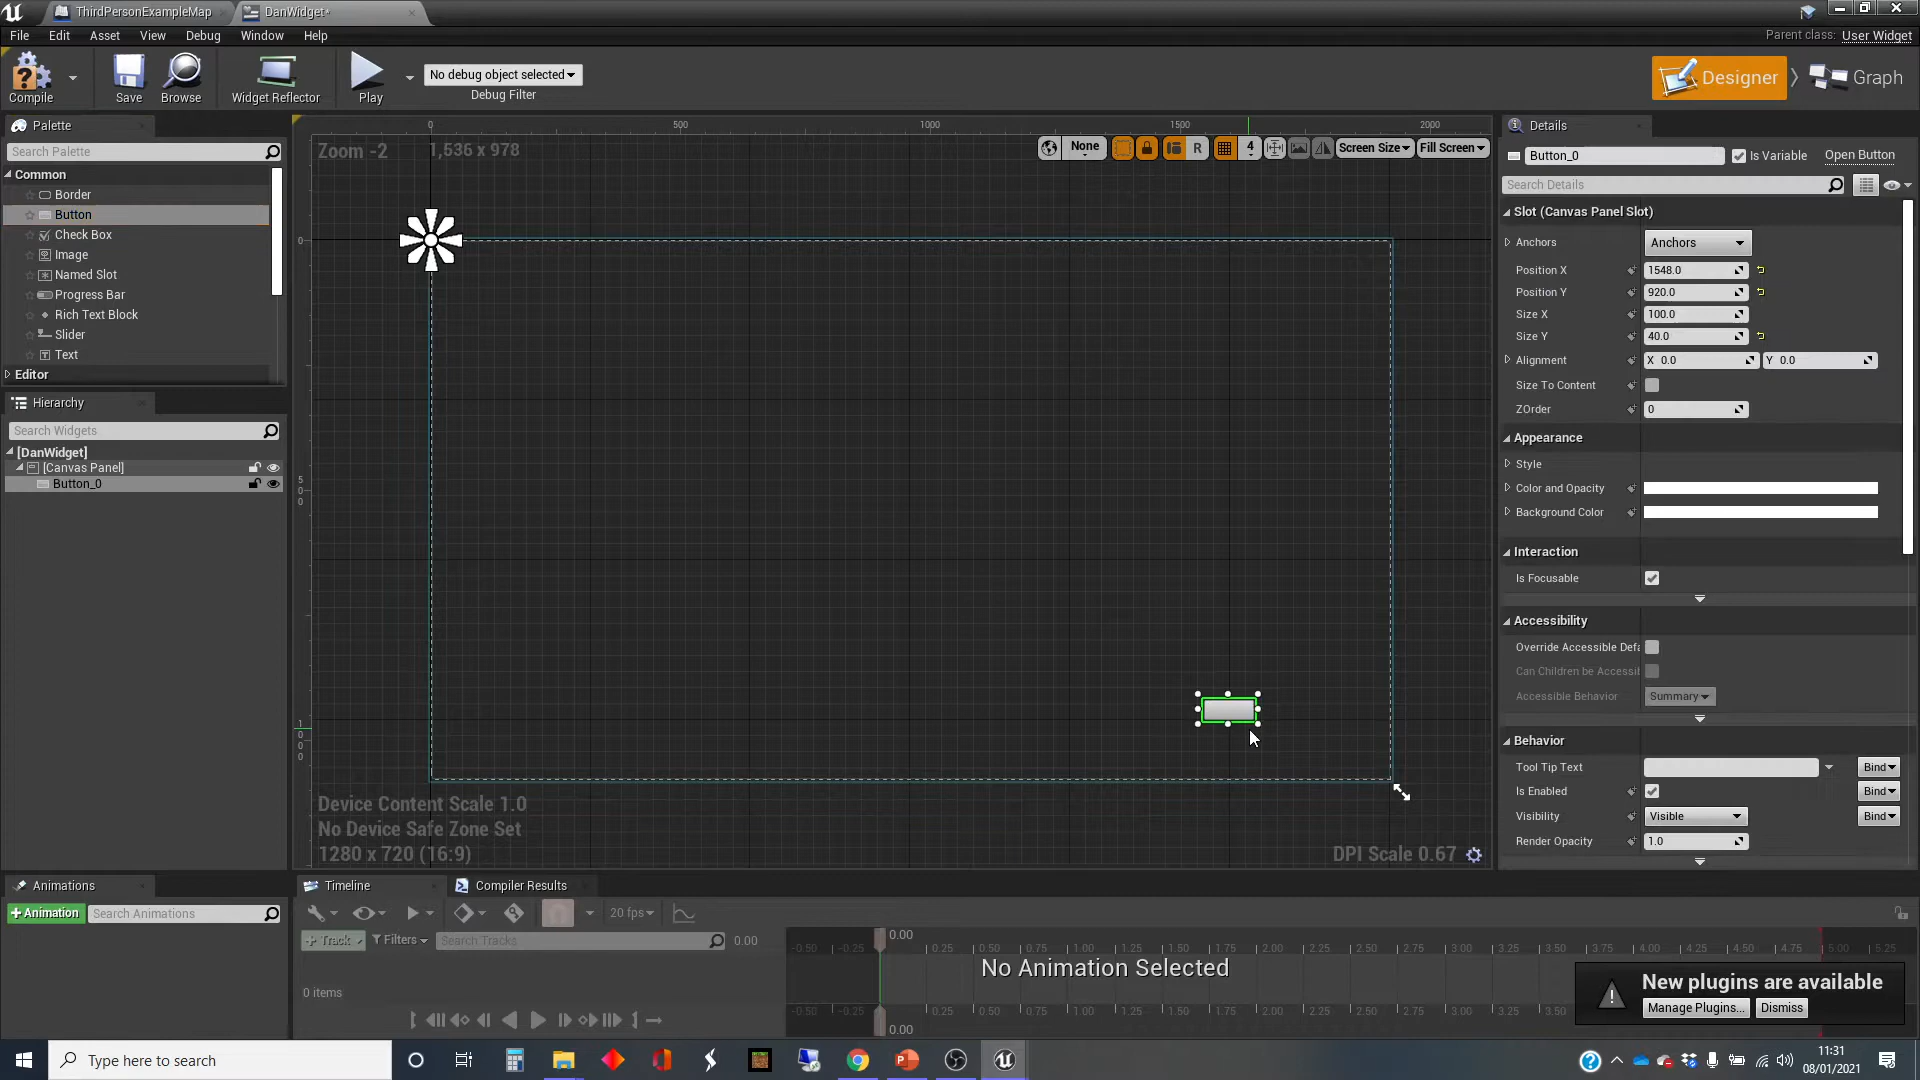 ThirdPersonExampleMap
DanWidget*
File Edit Asset View Debug Window Help
Parent class: User Widget
Compile
Save
Browse
Widget Reflector
Play
No debug object selected
Debug Filter
Designer
Graph
Palette
Search Palette
Common
Border
Button
Check Box
Image
Named Slot
Progress Bar
Rich Text Block
Slider
Text
Editor
Hierarchy
Search Widgets
[DanWidget]
[Canvas Panel]
Button_0
0 500 1000 1500 2000
Zoom -2
1,536 x 978
None
R
4
Screen Size
Fill Screen
0
500
1000
Device Content Scale 1.0
No Device Safe Zone Set
1280 x 720 (16:9)
DPI Scale 0.67
Details
Button_0
Is Variable
Open Button
Search Details
Slot (Canvas Panel Slot)
Anchors
Anchors
Position X 1548.0
Position Y 920.0
Size X 100.0
Size Y 40.0
Alignment X 0.0 Y 0.0
Size To Content
ZOrder 0
Appearance
Style
Color and Opacity
Background Color
Interaction
Is Focusable
Accessibility
Override Accessible Defa
Can Children be Accessib
Accessible Behavior Summary
Behavior
Tool Tip Text Bind
Is Enabled Bind
Visibility Visible Bind
Render Opacity 1.0
Animations
+Animation
Search Animations
Timeline
Compiler Results
20 fps
+ Track
Filters
Search Tracks
0.00
0 items
0.00
-0.50 -0.25 0.25 0.50 0.75 1.00 1.25 1.50 1.75 2.00 2.25 2.50 2.75 3.00 3.25 3.50 3.75 4.00 4.25 4.50 4.75 5.00 5.25
No Animation Selected
-0.50 -0.25 0.25 0.50 0.75 1.00 1.25 1.50 1.75 2.00 2.25 2.50 2.75 3.00 3.25 3.50
0.00
New plugins are available
Manage Plugins...
Dismiss
Type here to search
11:31
08/01/2021